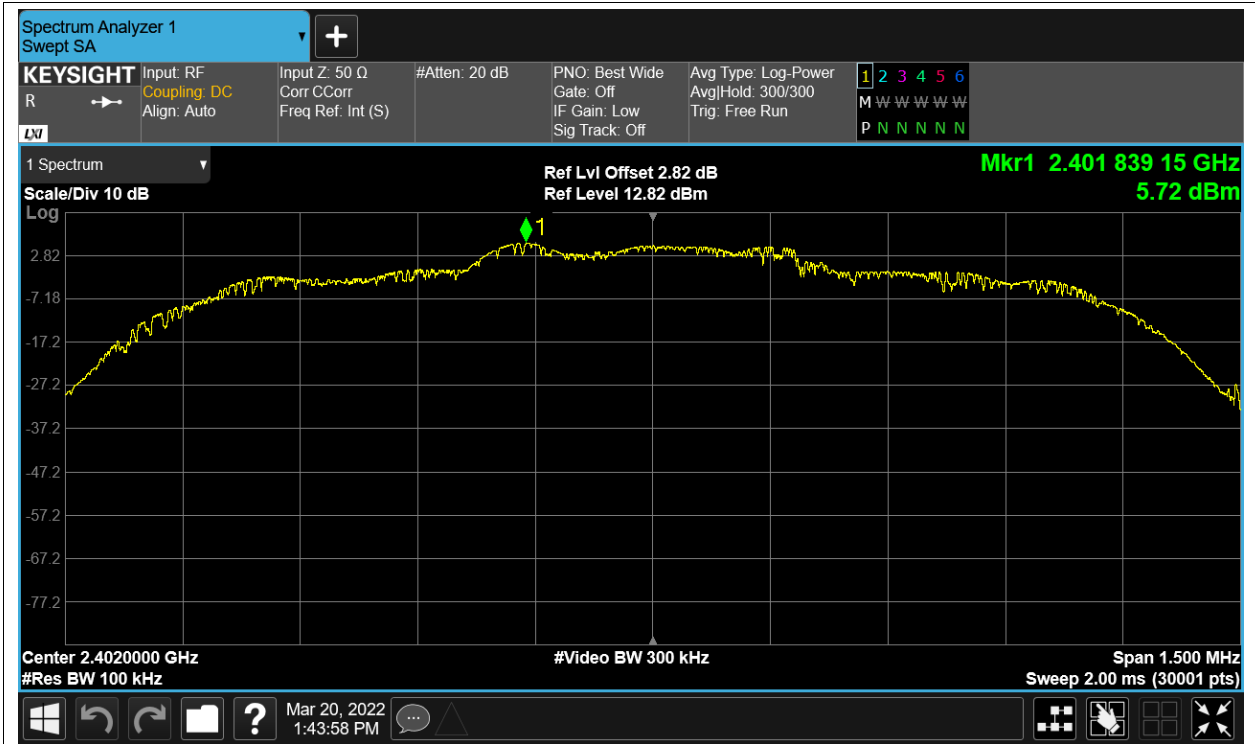 Spectrum Analyzer 1
Swept SA
KEYSIGHT
R
LXI
Input: RF
Coupling: DC
Align: Auto
Input Z: 50 Ω
Corr CCorr
Freq Ref: Int (S)
#Atten: 20 dB
PNO: Best Wide
Gate: Off
IF Gain: Low
Sig Track: Off
Avg Type: Log-Power
Avg|Hold: 300/300
Trig: Free Run
1 2 3 4 5 6
M W W W W W
P N N N N N
1 Spectrum
Scale/Div 10 dB
Log
Ref Lvl Offset 2.82 dB
Ref Level 12.82 dBm
Mkr1 2.401 839 15 GHz
5.72 dBm
1
2.82
-7.18
-17.2
-27.2
-37.2
-47.2
-57.2
-67.2
-77.2
Center 2.4020000 GHz
#Video BW 300 kHz
Span 1.500 MHz
#Res BW 100 kHz
Sweep 2.00 ms (30001 pts)
?
Mar 20, 2022
1:43:58 PM